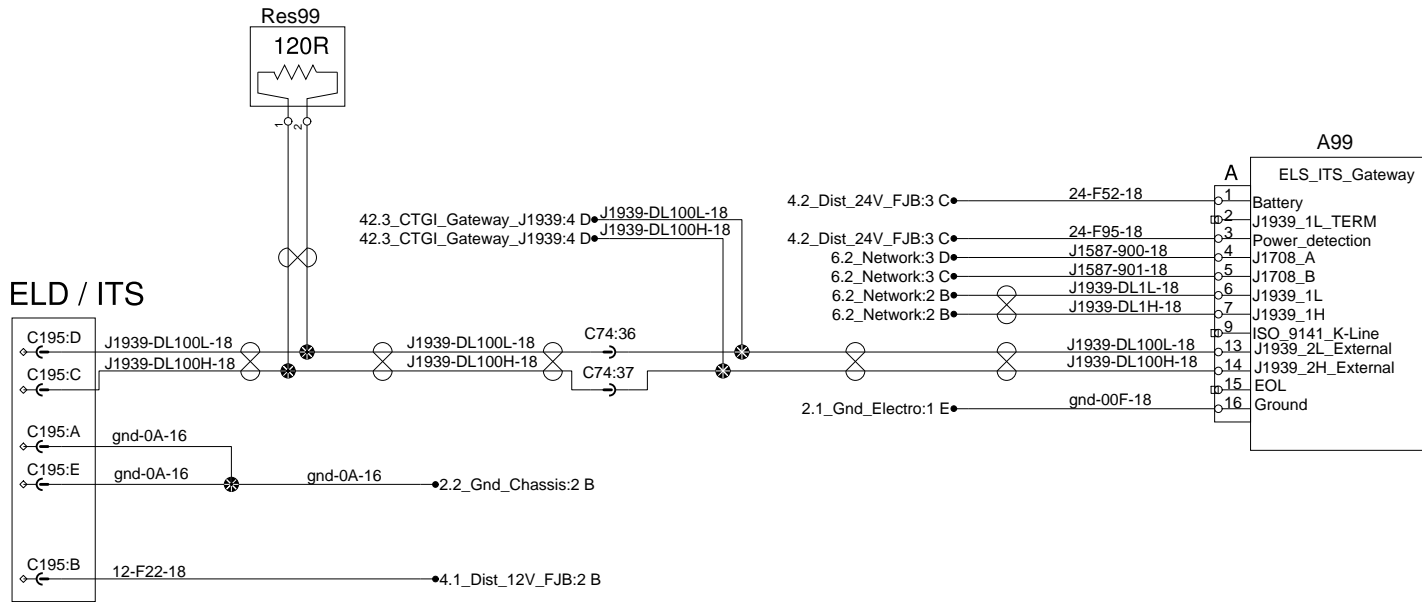 Res99
120R
1
2
A99
A
ELS_ITS_Gateway
4.2_Dist_24V_FJB:3 C
24-F52-18
1
Battery
2
J1939_1L_TERM
4.2_Dist_24V_FJB:3 C
24-F95-18
3
Power_detection
6.2_Network:3 D
J1587-900-18
4
J1708_A
6.2_Network:3 C
J1587-901-18
5
J1708_B
6.2_Network:2 B
J1939-DL1L-18
6
J1939_1L
6.2_Network:2 B
J1939-DL1H-18
7
J1939_1H
9
ISO_9141_K-Line
J1939-DL100L-18
13
J1939_2L_External
J1939-DL100H-18
14
J1939_2H_External
15
EOL
2.1_Gnd_Electro:1 E
gnd-00F-18
16
Ground
42.3_CTGI_Gateway_J1939:4 D
J1939-DL100L-18
42.3_CTGI_Gateway_J1939:4 D
J1939-DL100H-18
ELD / ITS
C195:D
J1939-DL100L-18
J1939-DL100L-18
C74:36
C195:C
J1939-DL100H-18
J1939-DL100H-18
C74:37
C195:A
gnd-0A-16
C195:E
gnd-0A-16
gnd-0A-16
2.2_Gnd_Chassis:2 B
C195:B
12-F22-18
4.1_Dist_12V_FJB:2 B